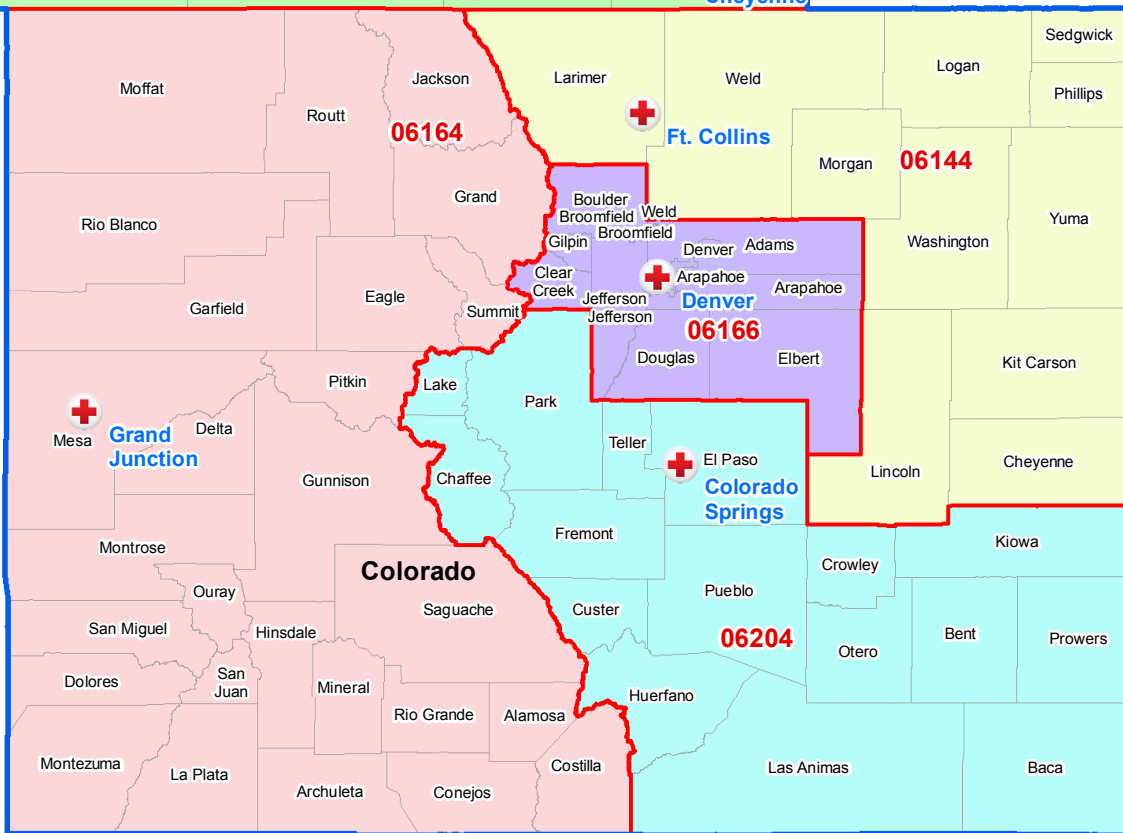 Cheyenne
Sedgwick
Logan
Moffat
Jackson
Larimer
Weld
Phillips
Routt
06164
Ft. Collins
Morgan
06144
Grand
Boulder
Broomfield
Weld
Broomfield
Rio Blanco
Yuma
Gilpin
Denver
Adams
Washington
Clear
Creek
Arapahoe
Arapahoe
Eagle
Jefferson
Denver
Garfield
Summit
Jefferson
06166
Douglas
Elbert
Kit Carson
Pitkin
Lake
Park
Mesa
Grand
Junction
Delta
Teller
El Paso
Gunnison
Chaffee
Colorado
Springs
Lincoln
Cheyenne
Fremont
Montrose
Kiowa
Colorado
Crowley
Ouray
Saguache
Custer
Pueblo
San Miguel
Hinsdale
06204
Otero
Bent
Prowers
Dolores
San
Juan
Mineral
Huerfano
Rio Grande
Alamosa
Montezuma
La Plata
Costilla
Las Animas
Baca
Archuleta
Conejos